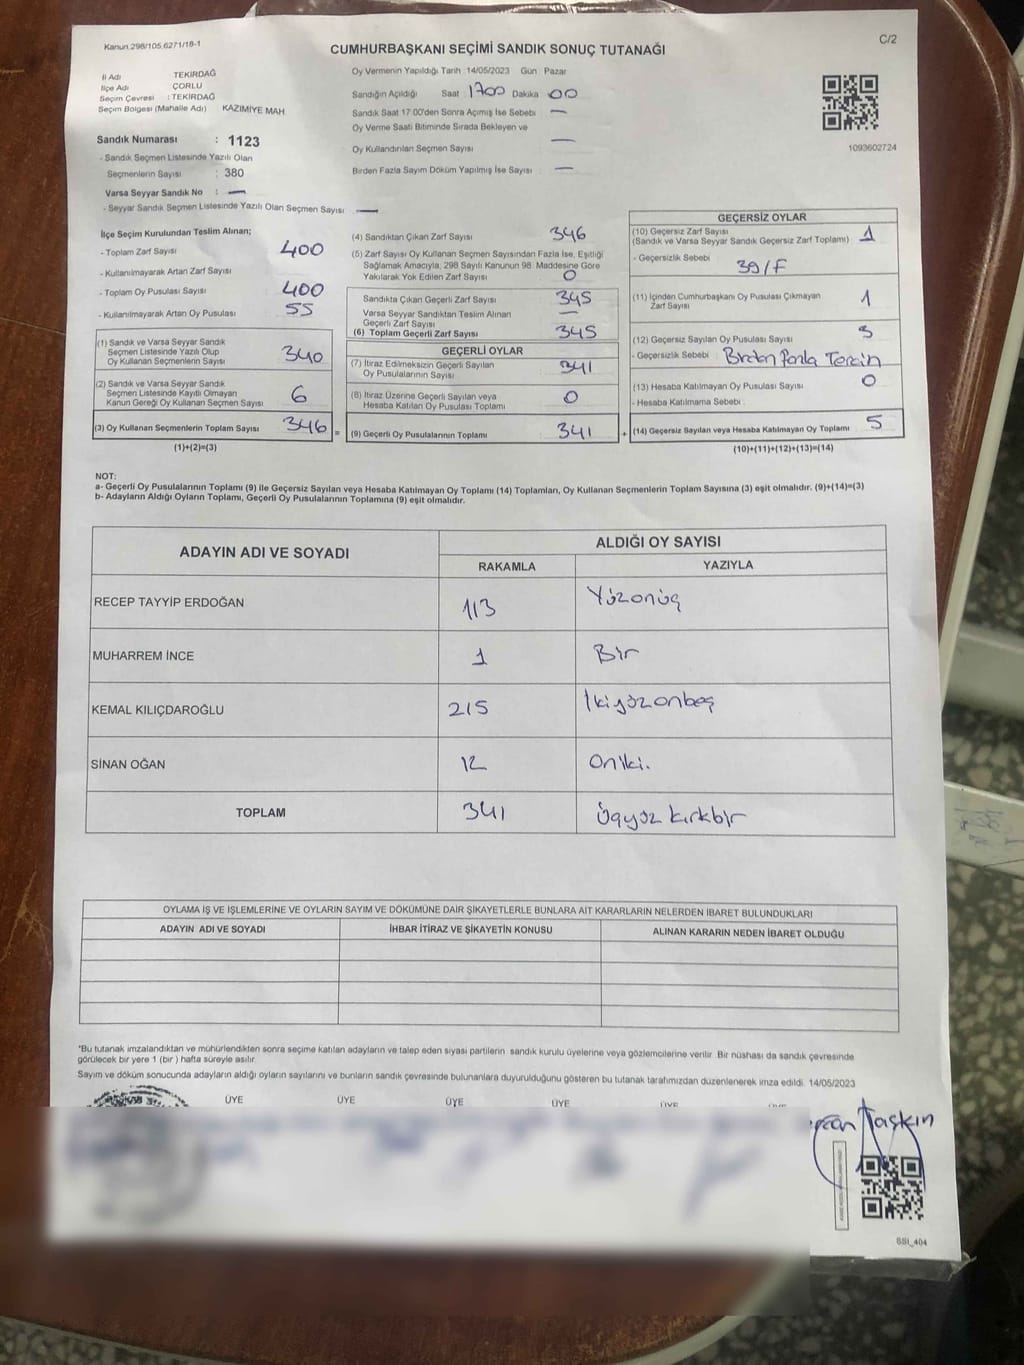 Kanun.298/105,6271/18-1
C/2
CUMHURBAŞKANI SEÇİMİ SANDIK SONUÇ TUTANAĞI
İl Adı TEKİRDAĞ
İlçe Adı ÇORLU
Seçim Çevresi : TEKİRDAĞ
Seçim Bölgesi (Mahalle Adı) KAZIMİYE MAH.
Oy Vermenin Yapıldığı Tarih :14/05/2023 Gün : Pazar
Sandığın Açıldığı Saat : 1700 Dakika : 00
Sandık Saat 17:00'den Sonra Açılmış İse Sebebi : —
Oy Verme Saati Bitiminde Sırada Bekleyen ve
Oy Kullandırılan Seçmen Sayısı —
Birden Fazla Sayım Döküm Yapılmış İse Sayısı : —
1093602724
Sandık Numarası : 1123
- Sandık Seçmen Listesinde Yazılı Olan
Seçmenlerin Sayısı : 380
Varsa Seyyar Sandık No : —
- Seyyar Sandık Seçmen Listesinde Yazılı Olan Seçmen Sayısı : —
İlçe Seçim Kurulundan Teslim Alınan;
- Toplam Zarf Sayısı 400
- Kullanılmayarak Artan Zarf Sayısı
- Toplam Oy Pusulası Sayısı 400
- Kullanılmayarak Artan Oy Pusulası 55
(1) Sandık ve Varsa Seyyar Sandık
Seçmen Listesinde Yazılı Olup
Oy Kullanan Seçmenlerin Sayısı 340
(2) Sandık ve Varsa Seyyar Sandık
Seçmen Listesinde Kayıtlı Olmayan
Kanun Gereği Oy Kullanan Seçmen Sayısı 6
(3) Oy Kullanan Seçmenlerin Toplam Sayısı 346 =
(1)+(2)=(3)
(4) Sandıktan Çıkan Zarf Sayısı 346
(5) Zarf Sayısı Oy Kullanan Seçmen Sayısından Fazla İse, Eşitliği
Sağlamak Amacıyla, 298 Sayılı Kanunun 98. Maddesine Göre
Yakılarak Yok Edilen Zarf Sayısı 0
Sandıkta Çıkan Geçerli Zarf Sayısı 345
Varsa Seyyar Sandıktan Teslim Alınan
Geçerli Zarf Sayısı —
(6) Toplam Geçerli Zarf Sayısı 345
GEÇERLİ OYLAR
(7) İtiraz Edilmeksizin Geçerli Sayılan
Oy Pusulalarının Sayısı 341
(8) İtiraz Üzerine Geçerli Sayılan veya
Hesaba Katılan Oy Pusulası Toplamı 0
(9) Geçerli Oy Pusulalarının Toplamı 341 +
GEÇERSİZ OYLAR
(10) Geçersiz Zarf Sayısı
(Sandık ve Varsa Seyyar Sandık Geçersiz Zarf Toplamı) 1
- Geçersizlik Sebebi : 39/F
(11) İçinden Cumhurbaşkanı Oy Pusulası Çıkmayan
Zarf Sayısı 1
(12) Geçersiz Sayılan Oy Pusulası Sayısı 3
- Geçersizlik Sebebi : Birden fazla Tercih
(13) Hesaba Katılmayan Oy Pusulası Sayısı 0
- Hesaba Katılmama Sebebi :
(14) Geçersiz Sayılan veya Hesaba Katılmayan Oy Toplamı 5
(10)+(11)+(12)+(13)=(14)
NOT:
a- Geçerli Oy Pusulalarının Toplamı (9) ile Geçersiz Sayılan veya Hesaba Katılmayan Oy Toplamı (14) Toplamları, Oy Kullanan Seçmenlerin Toplam Sayısına (3) eşit olmalıdır. (9)+(14)=(3)
b- Adayların Aldığı Oyların Toplamı, Geçerli Oy Pusulalarının Toplamına (9) eşit olmalıdır.
ADAYIN ADI VE SOYADI ALDIĞI OY SAYISI
RAKAMLA YAZIYLA
RECEP TAYYİP ERDOĞAN 113 Yüzonüç
MUHARREM İNCE 1 Bir
KEMAL KILIÇDAROĞLU 215 İkiyüzonbeş
SİNAN OĞAN 12 Oniki.
TOPLAM 341 Üçyüz kırkbir
OYLAMA İŞ VE İŞLEMLERİNE VE OYLARIN SAYIM VE DÖKÜMÜNE DAİR ŞİKAYETLERLE BUNLARA AİT KARARLARIN NELERDEN İBARET BULUNDUKLARI
ADAYIN ADI VE SOYADI İHBAR İTİRAZ VE ŞİKAYETİN KONUSU ALINAN KARARIN NEDEN İBARET OLDUĞU
*Bu tutanak imzalandıktan ve mühürlendikten sonra seçime katılan adayların ve talep eden siyasi partilerin sandık kurulu üyelerine veya gözlemcilerine verilir. Bir nüshası da sandık çevresinde
görülecek bir yere 1 (bir ) hafta süreyle asılır.
Sayım ve döküm sonucunda adayların aldığı oyların sayılarını ve bunların sandık çevresinde bulunanlara duyurulduğunu gösteren bu tutanak tarafımızdan düzenlenerek imza edildi. 14/05/2023
ÜYE ÜYE ÜYE ÜYE ÜYE
Taşkın
SSI_404